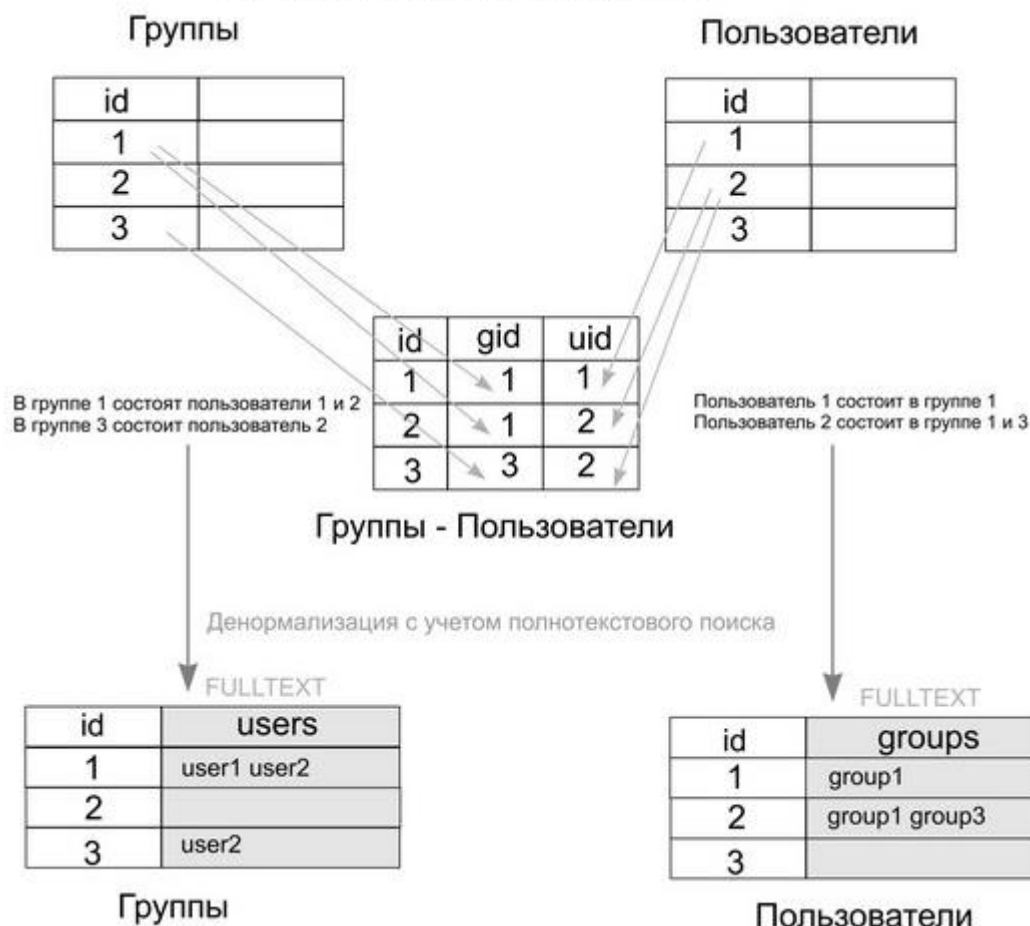 Группы
Пользователи
id
1
2
3
id
1
2
3
id gid uid
1 1 1
2 1 2
3 3 2
В группе 1 состоят пользователи 1 и 2
В группе 3 состоит пользователь 2
Пользователь 1 состоит в группе 1
Пользователь 2 состоит в группе 1 и 3
Группы - Пользователи
Денормализация с учетом полнотекстового поиска
FULLTEXT
id users
1 user1 user2
2
3 user2
Группы
FULLTEXT
id groups
1 group1
2 group1 group3
3
Пользователи